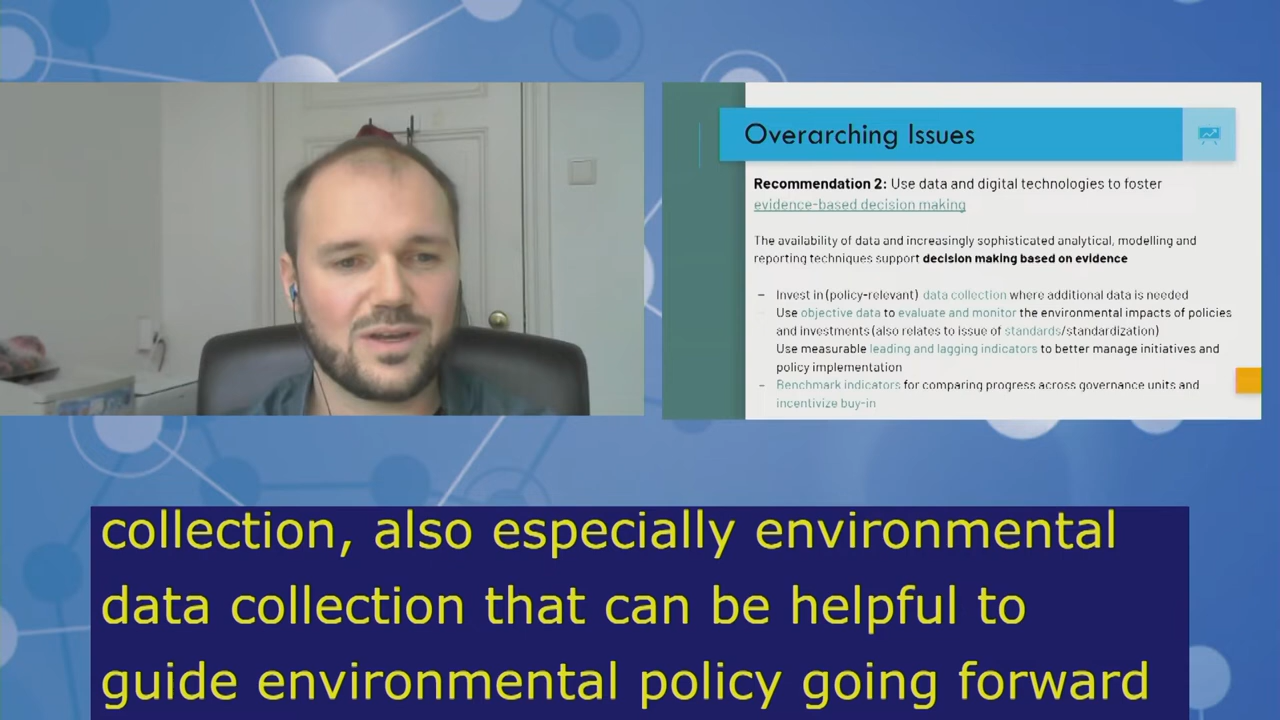 Overarching Issues
Recommendation 2: Use data and digital technologies to foster
evidence-based decision making
The availability of data and increasingly sophisticated analytical, modelling and
reporting techniques support decision making based on evidence
– Invest in (policy-relevant) data collection where additional data is needed
Use objective data to evaluate and monitor the environmental impacts of policies
and investments (also relates to issue of standards/standardization)
Use measurable leading and lagging indicators to better manage initiatives and
policy implementation
– Benchmark indicators for comparing progress across governance units and
incentivize buy-in
collection, also especially environmental
data collection that can be helpful to
guide environmental policy going forward